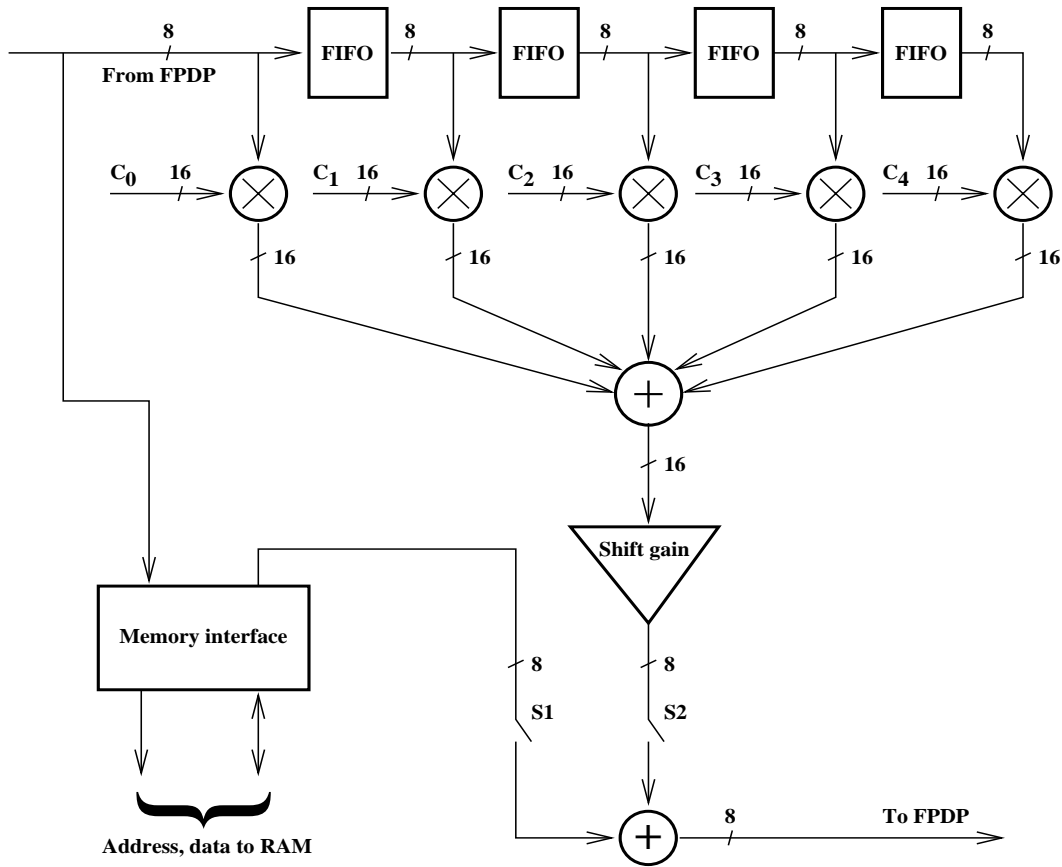 8 8 8 8 8
FIFO FIFO FIFO FIFO
From FPDP
C0 16 C1 16 C2 16 C3 16 C4 16
16 16 16 16 16
+
16
Shift gain
Memory interface
8 8
S1 S2
8 To FPDP
+
Address, data to RAM